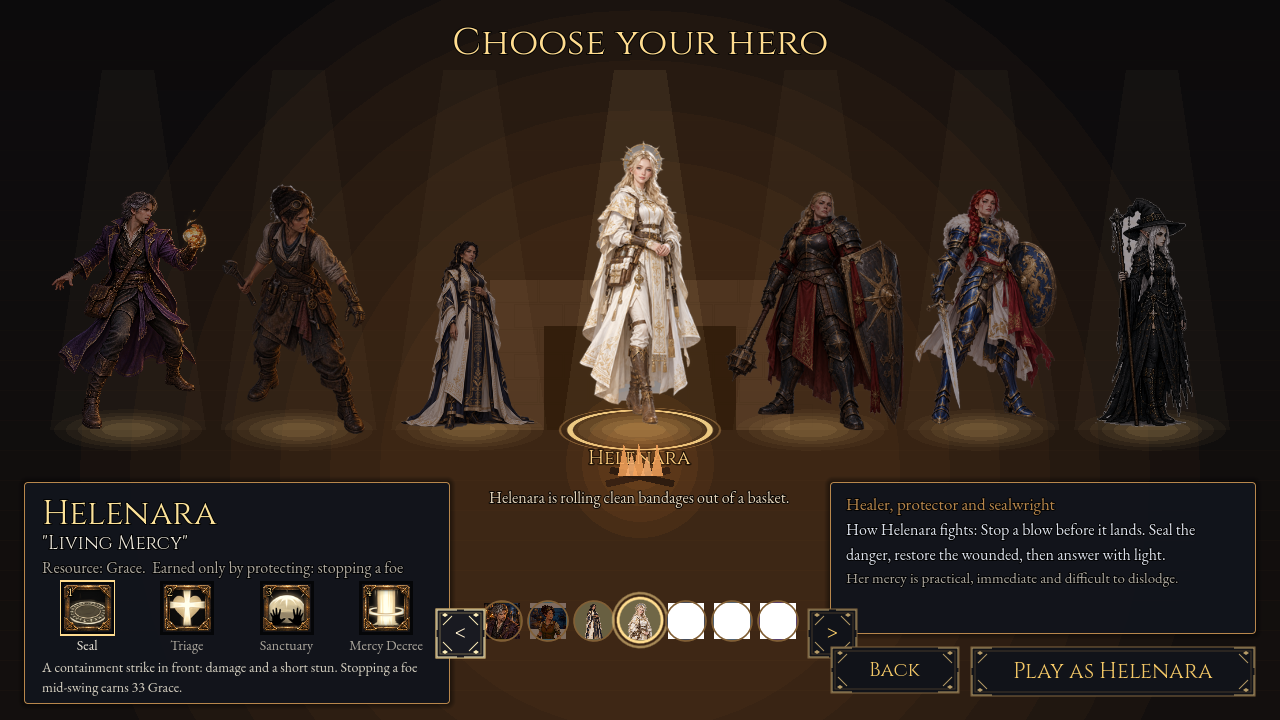 Choose your hero
Helenara
Helenara is rolling clean bandages out of a basket.
Helenara
"Living Mercy"
Resource: Grace. Earned only by protecting: stopping a foe
1
2
3
4
Seal
Triage
Sanctuary
Mercy Decree
A containment strike in front: damage and a short stun. Stopping a foe
mid-swing earns 33 Grace.
<
>
Healer, protector and sealwright
How Helenara fights: Stop a blow before it lands. Seal the
danger, restore the wounded, then answer with light.
Her mercy is practical, immediate and difficult to dislodge.
Back
Play as Helenara